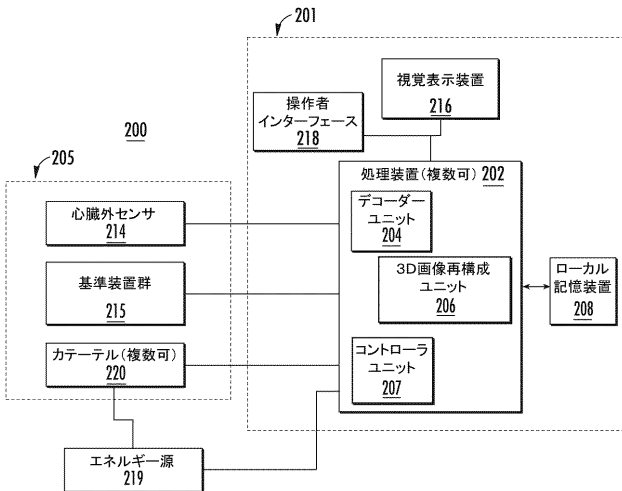 201
視覚表示装置
216
操作者
インターフェース
218
200
205
処理装置(複数可) 202
デコーダー
ユニット
204
心臓外センサ
214
3D画像再構成
ユニット
206
ローカル
記憶装置
208
基準装置群
215
カテーテル(複数可)
220
コントローラ
ユニット
207
エネルギー源
219